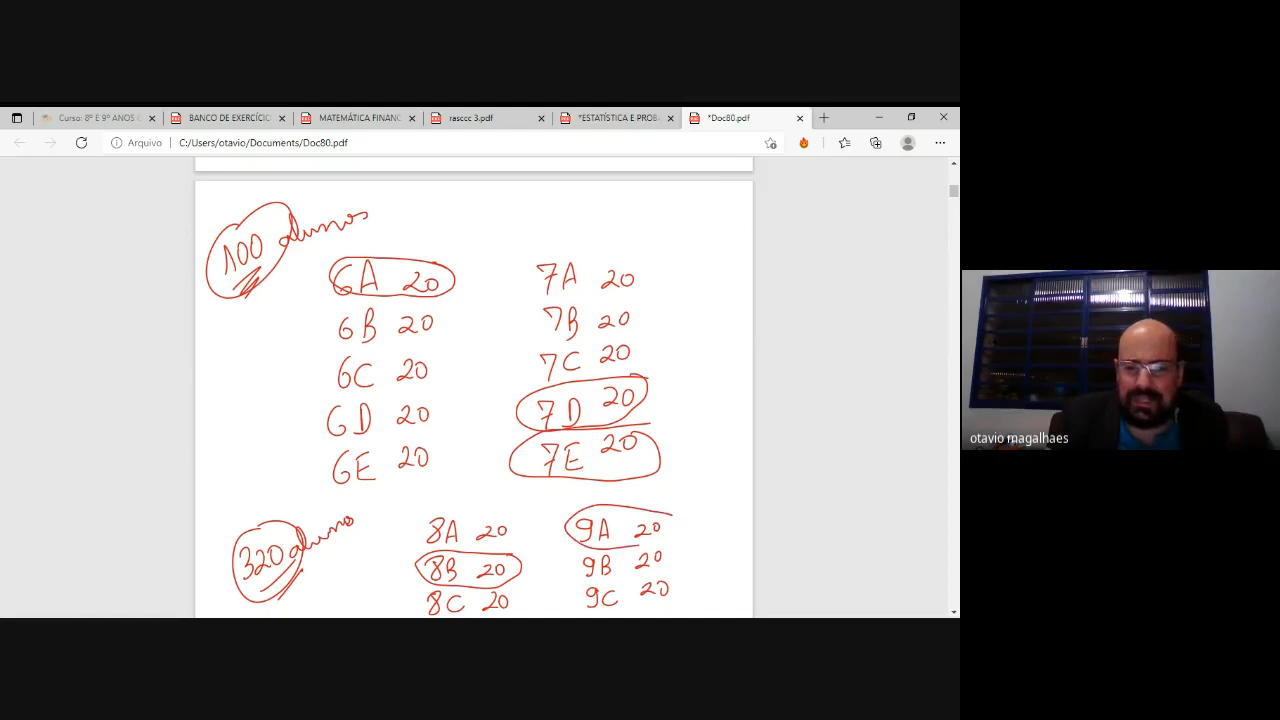 Curso: 8º E 9º ANOS
BANCO DE EXERCÍCIO
MATEMÁTICA FINANC
rasccc 3.pdf
*ESTATÍSTICA E PROBA
*Doc80.pdf
Arquivo
C:/Users/otavio/Documents/Doc80.pdf
100 alunos
6A 20 7A 20
6B 20 7B 20
6C 20 7C 20
6D 20 7D 20
6E 20 7E 20
320 aluno
8A 20 9A 20
8B 20 9B 20
8C 20 9C 20
otavio magalhaes